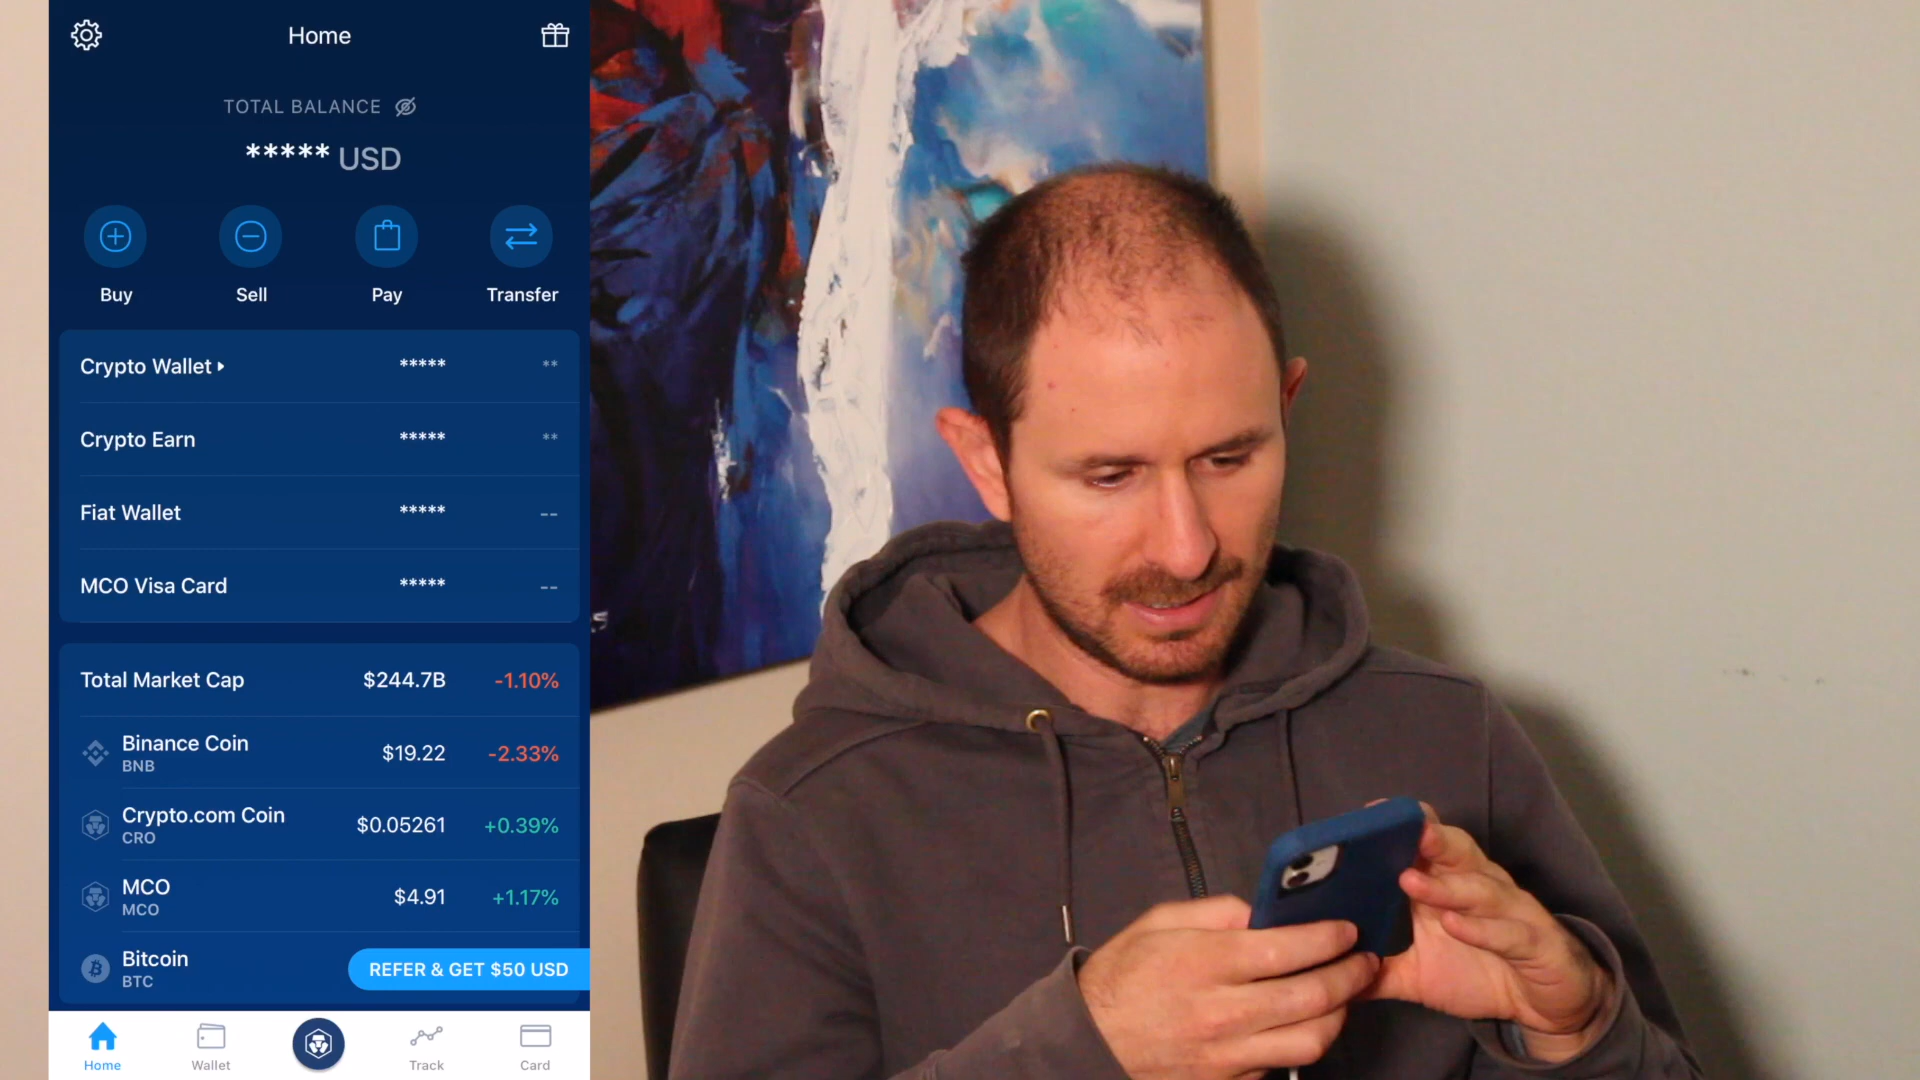 Home
TOTAL BALANCE
***** USD
Buy Sell Pay Transfer
Crypto Wallet ***** **
Crypto Earn ***** **
Fiat Wallet ***** --
MCO Visa Card ***** --
Total Market Cap $244.7B -1.10%
Binance Coin $19.22 -2.33%
BNB
Crypto.com Coin $0.05261 +0.39%
CRO
MCO $4.91 +1.17%
MCO
Bitcoin REFER & GET $50 USD
BTC
Home Wallet Track Card